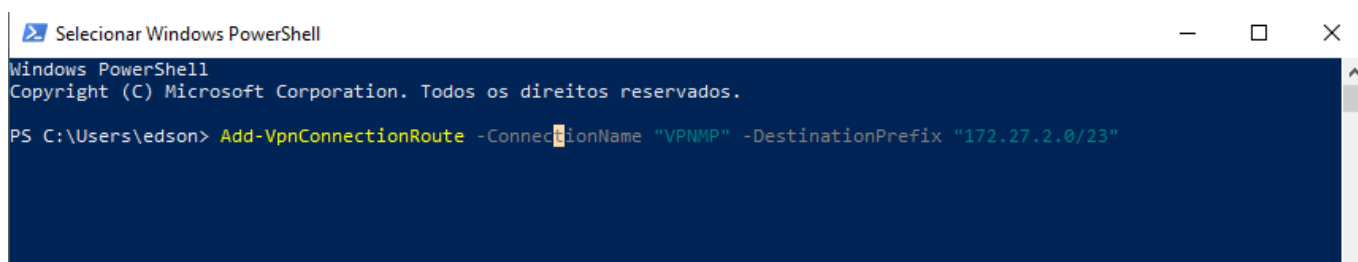 Selecionar Windows PowerShell
Windows PowerShell
Copyright (C) Microsoft Corporation. Todos os direitos reservados.
PS C:\Users\edson> Add-VpnConnectionRoute -ConnectionName "VPNMP" -DestinationPrefix "172.27.2.0/23"